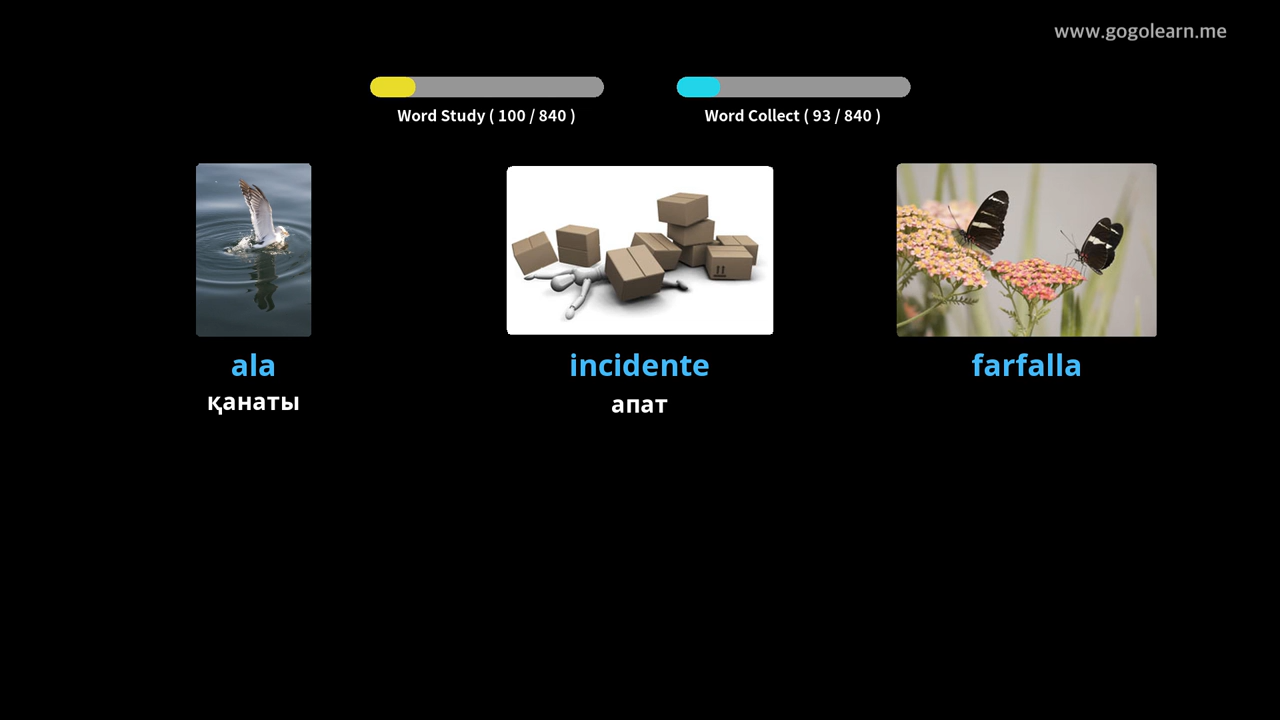 www.gogolearn.me
Word Study ( 100 / 840 )
Word Collect ( 93 / 840 )
ala
қанаты
incidente
апат
farfalla